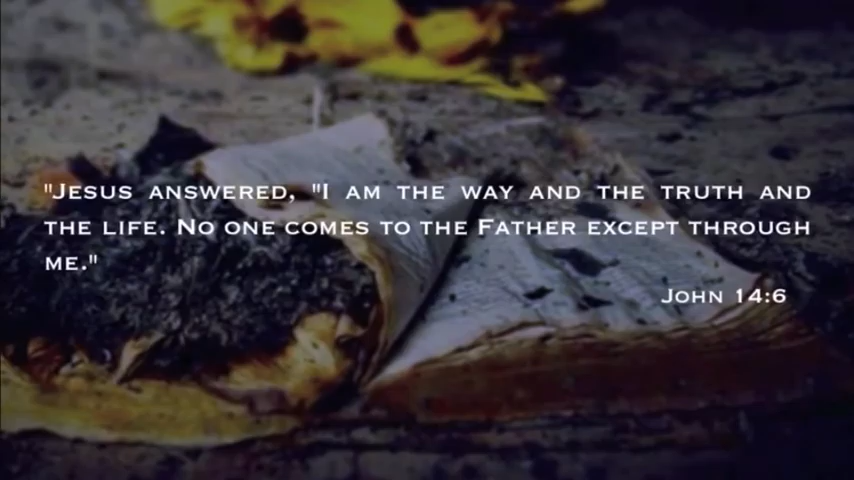 "Jesus answered, "I am the way and the truth and
the life. No one comes to the Father except through
me."
John 14:6